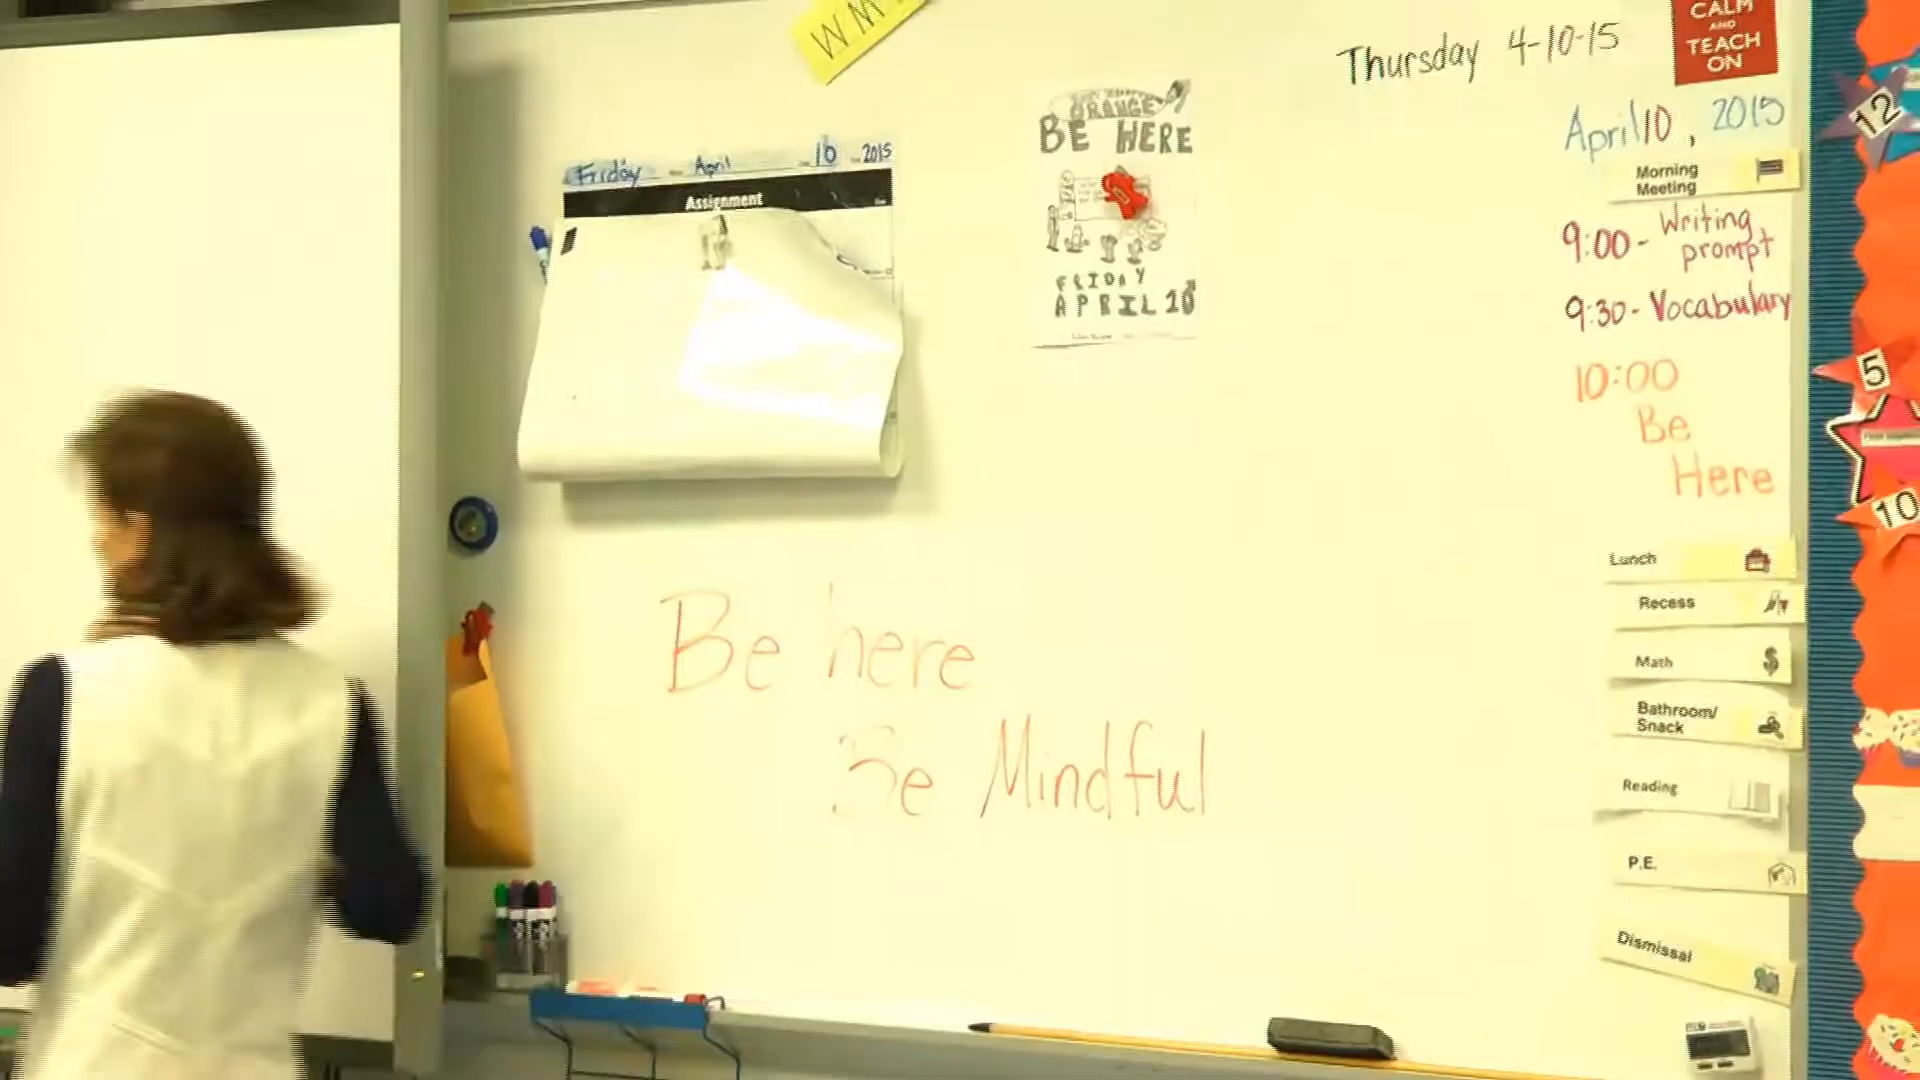 WM
Thursday 4-10-15
CALM
AND
TEACH
ON
April 10, 2015
Friday April 10 2015
Assignment
ORANGE
BE HERE
FRIDAY
APRIL 10
Morning
Meeting
9:00- Writing
prompt
9:30- Vocabulary
10:00
Be
Here
Lunch
Recess
Math
Bathroom/
Snack
Reading
P.E.
Dismissal
Be here
Be Mindful
12
5
10